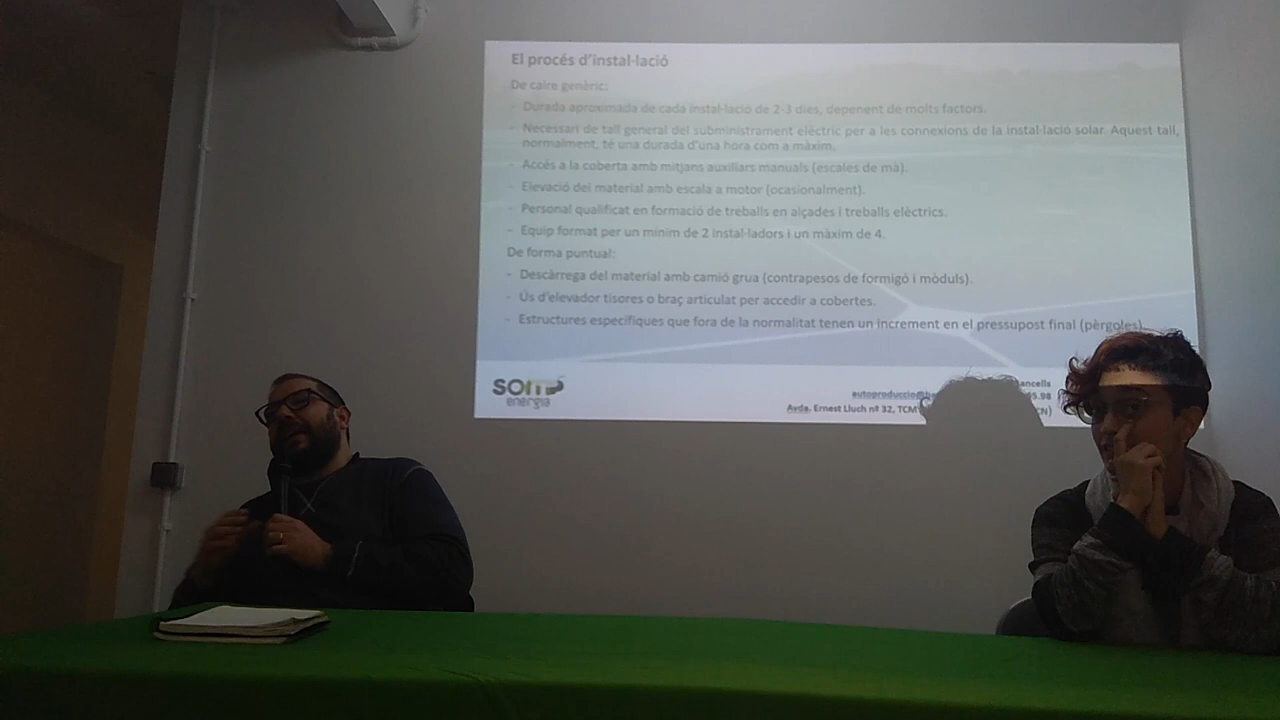 El procés d'instal·lació
De caire genèric:
- Durada aproximada de cada instal·lació de 2-3 dies, depenent de molts factors.
- Necessari de tall general del subministrament elèctric per a les connexions de la instal·lació solar. Aquest tall,
normalment, té una durada d'una hora com a màxim.
- Accés a la coberta amb mitjans auxiliars manuals (escales de mà).
- Elevació del material amb escala a motor (ocasionalment).
- Personal qualificat en formació de treballs en alçades i treballs elèctrics.
- Equip format per un mínim de 2 instal·ladors i un màxim de 4.
De forma puntual:
- Descàrrega del material amb camió grua (contrapesos de formigó i mòduls).
- Ús d'elevador tisores o braç articulat per accedir a cobertes.
- Estructures específiques que fora de la normalitat tenen un increment en el pressupost final (pèrgoles)
som
energia
Avda. Ernest Lluch nº 32,